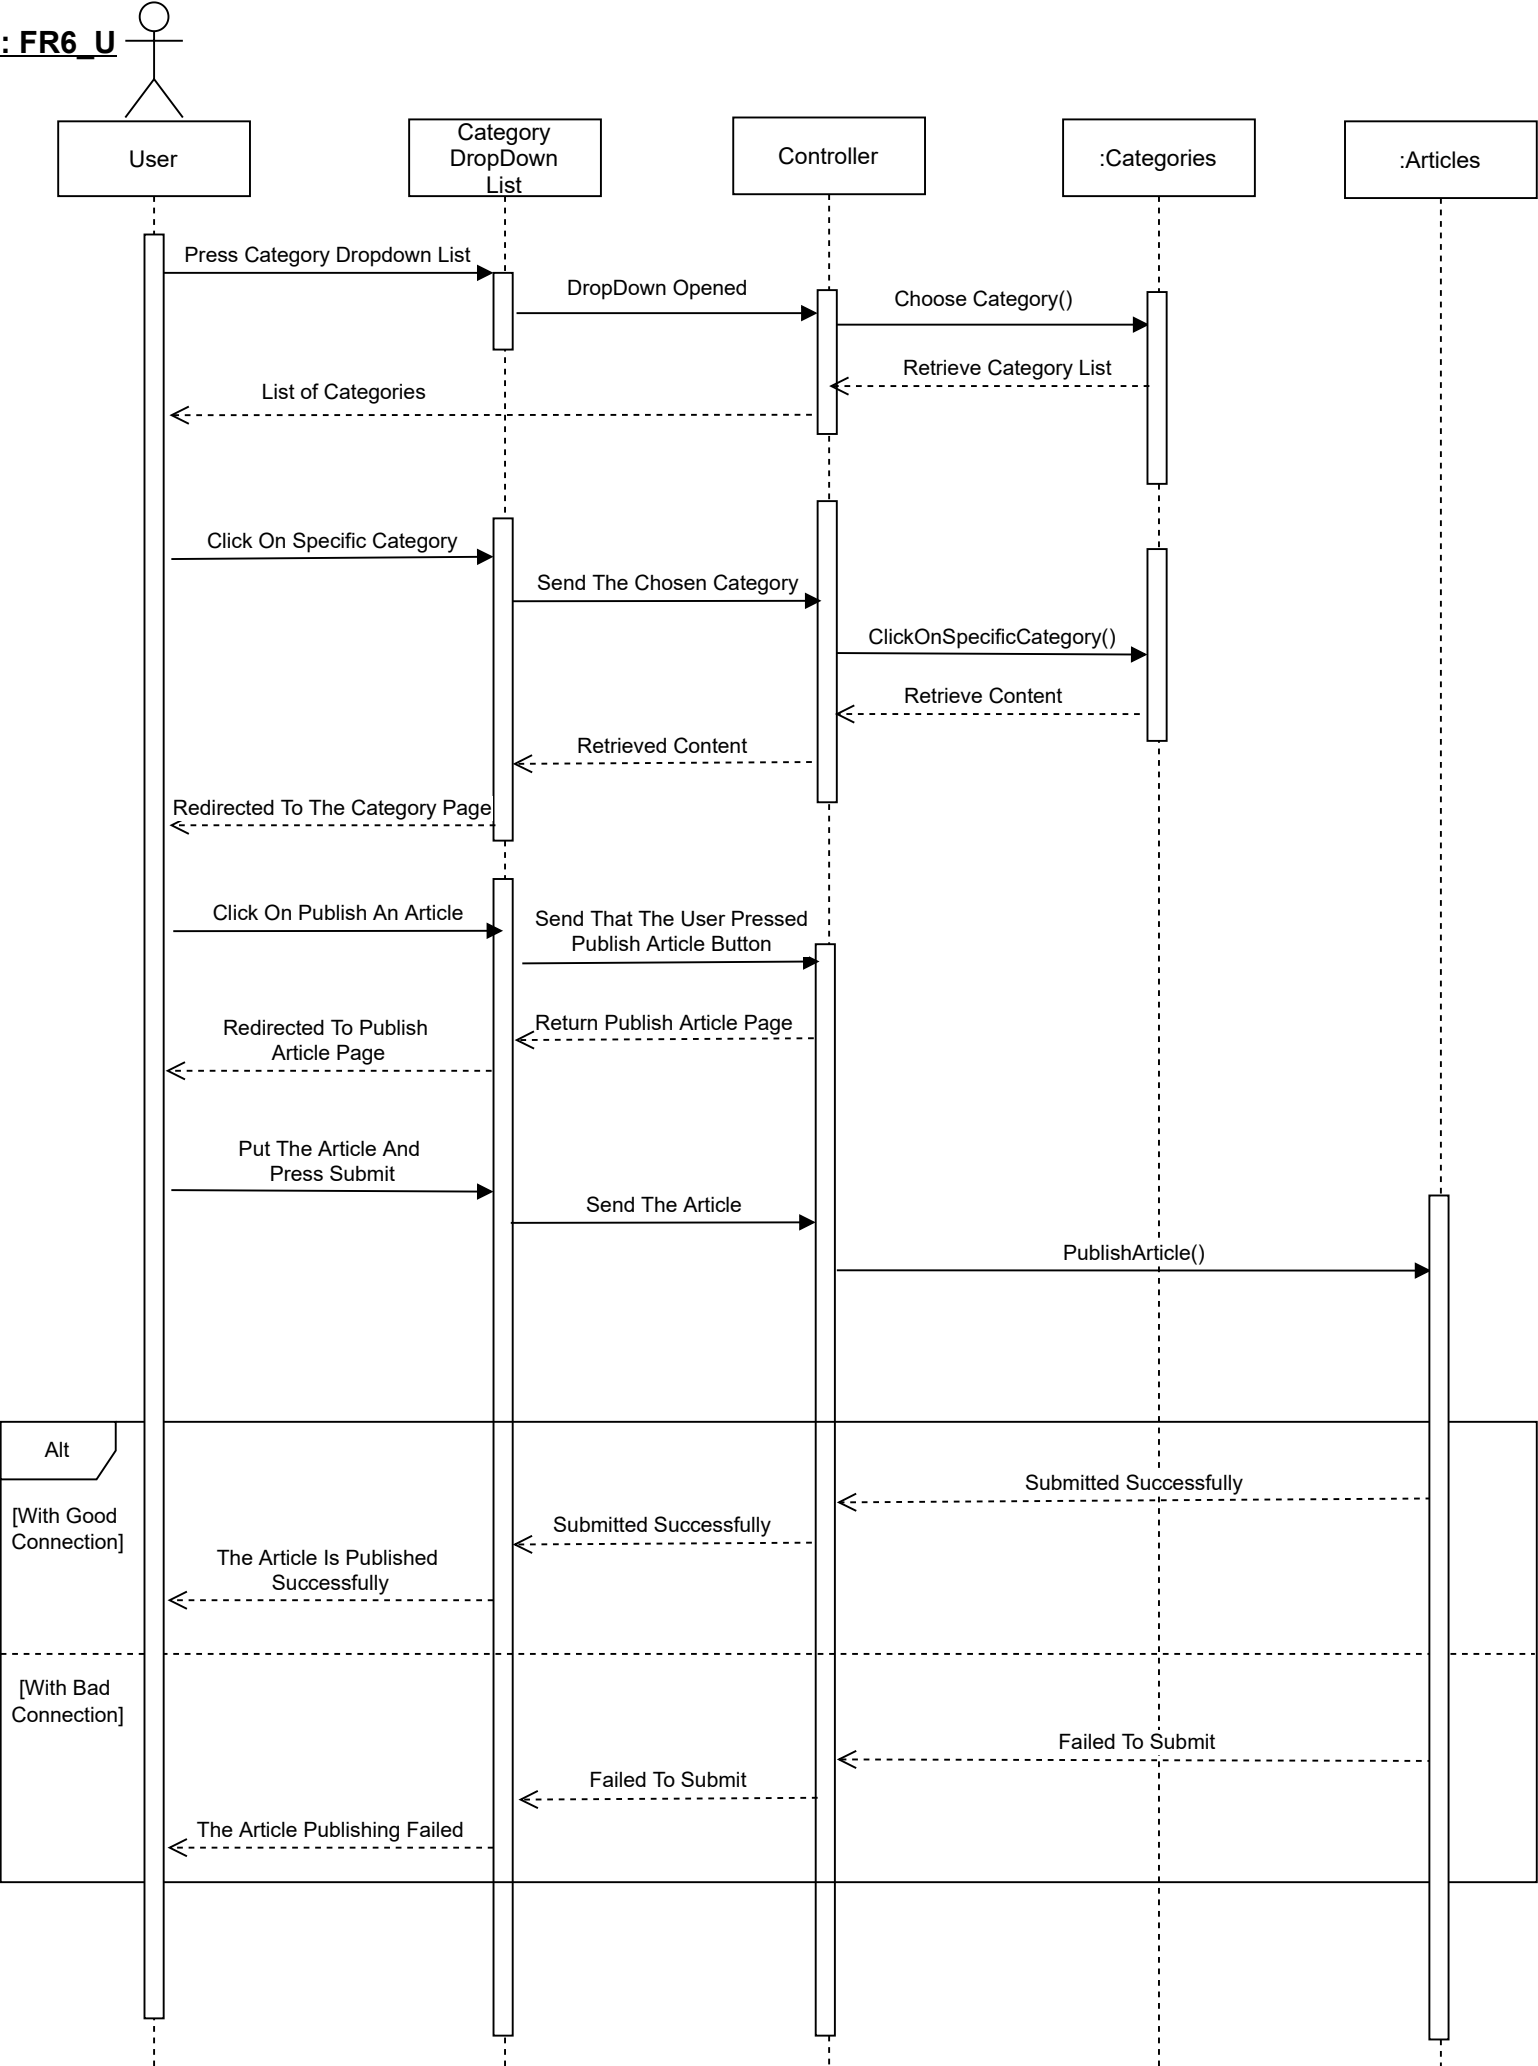 : FR6_U
User
Category
DropDown
List
Controller
:Categories
:Articles
Press Category Dropdown List
DropDown Opened
Choose Category()
Retrieve Category List
List of Categories
Click On Specific Category
Send The Chosen Category
ClickOnSpecificCategory()
Retrieve Content
Retrieved Content
Redirected To The Category Page
Click On Publish An Article
Send That The User Pressed
Publish Article Button
Return Publish Article Page
Redirected To Publish
Article Page
Put The Article And
Press Submit
Send The Article
PublishArticle()
Alt
Submitted Successfully
[With Good
Connection]
Submitted Successfully
The Article Is Published
Successfully
[With Bad
Connection]
Failed To Submit
Failed To Submit
The Article Publishing Failed